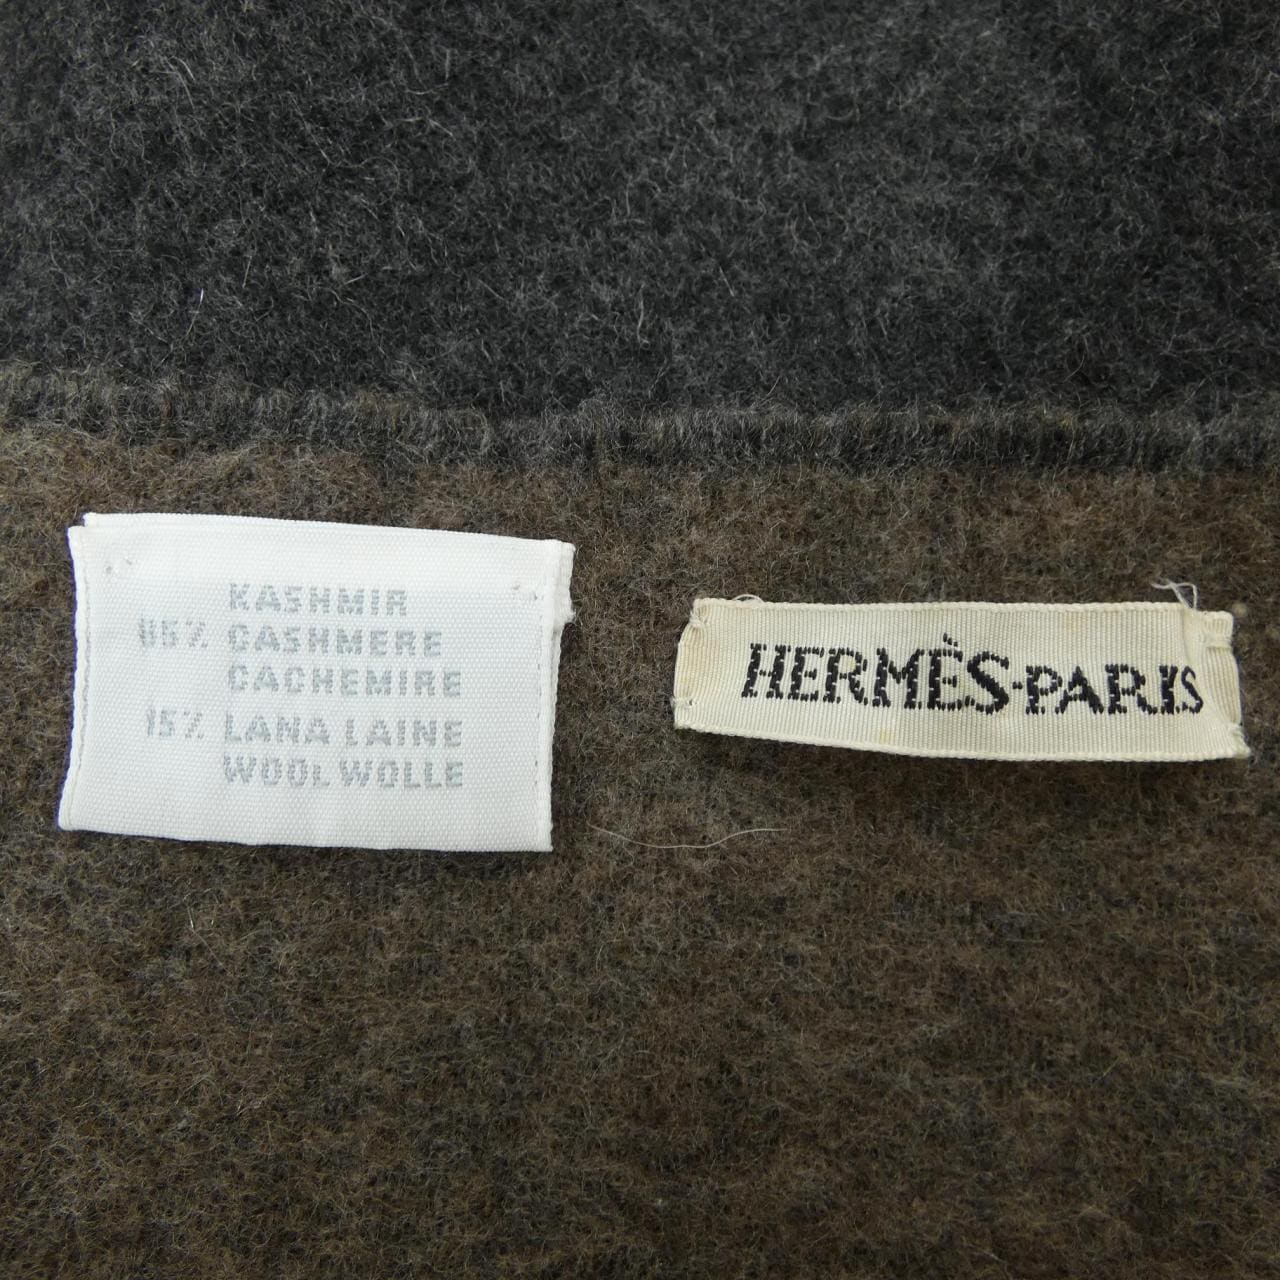 KASHMIR
85% CASHMERE
CACHEMIRE
15% LANA LAINE
WOOL WOLLE
HERMÈS-PARIS